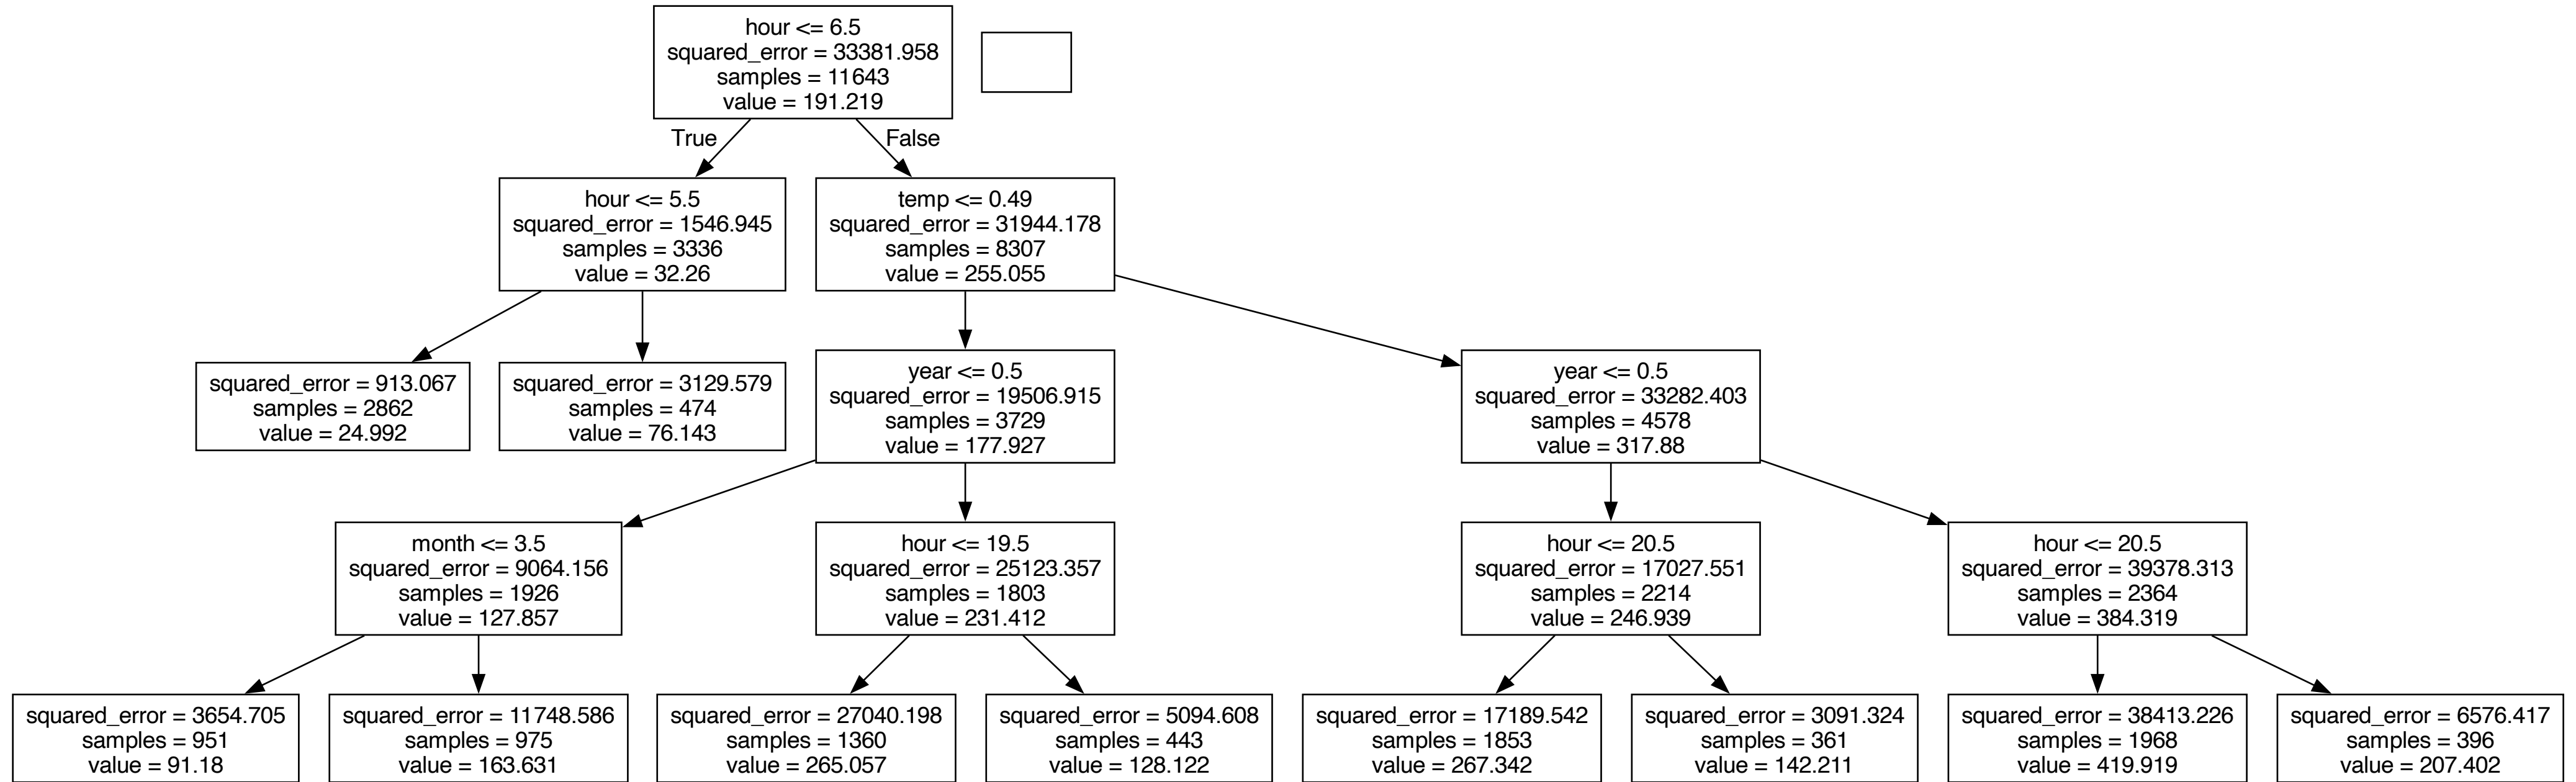 hour <= 6.5
squared_error = 33381.958
samples = 11643
value = 191.219
True
False
hour <= 5.5
squared_error = 1546.945
samples = 3336
value = 32.26
temp <= 0.49
squared_error = 31944.178
samples = 8307
value = 255.055
squared_error = 913.067
samples = 2862
value = 24.992
squared_error = 3129.579
samples = 474
value = 76.143
year <= 0.5
squared_error = 19506.915
samples = 3729
value = 177.927
year <= 0.5
squared_error = 33282.403
samples = 4578
value = 317.88
month <= 3.5
squared_error = 9064.156
samples = 1926
value = 127.857
hour <= 19.5
squared_error = 25123.357
samples = 1803
value = 231.412
hour <= 20.5
squared_error = 17027.551
samples = 2214
value = 246.939
hour <= 20.5
squared_error = 39378.313
samples = 2364
value = 384.319
squared_error = 3654.705
samples = 951
value = 91.18
squared_error = 11748.586
samples = 975
value = 163.631
squared_error = 27040.198
samples = 1360
value = 265.057
squared_error = 5094.608
samples = 443
value = 128.122
squared_error = 17189.542
samples = 1853
value = 267.342
squared_error = 3091.324
samples = 361
value = 142.211
squared_error = 38413.226
samples = 1968
value = 419.919
squared_error = 6576.417
samples = 396
value = 207.402